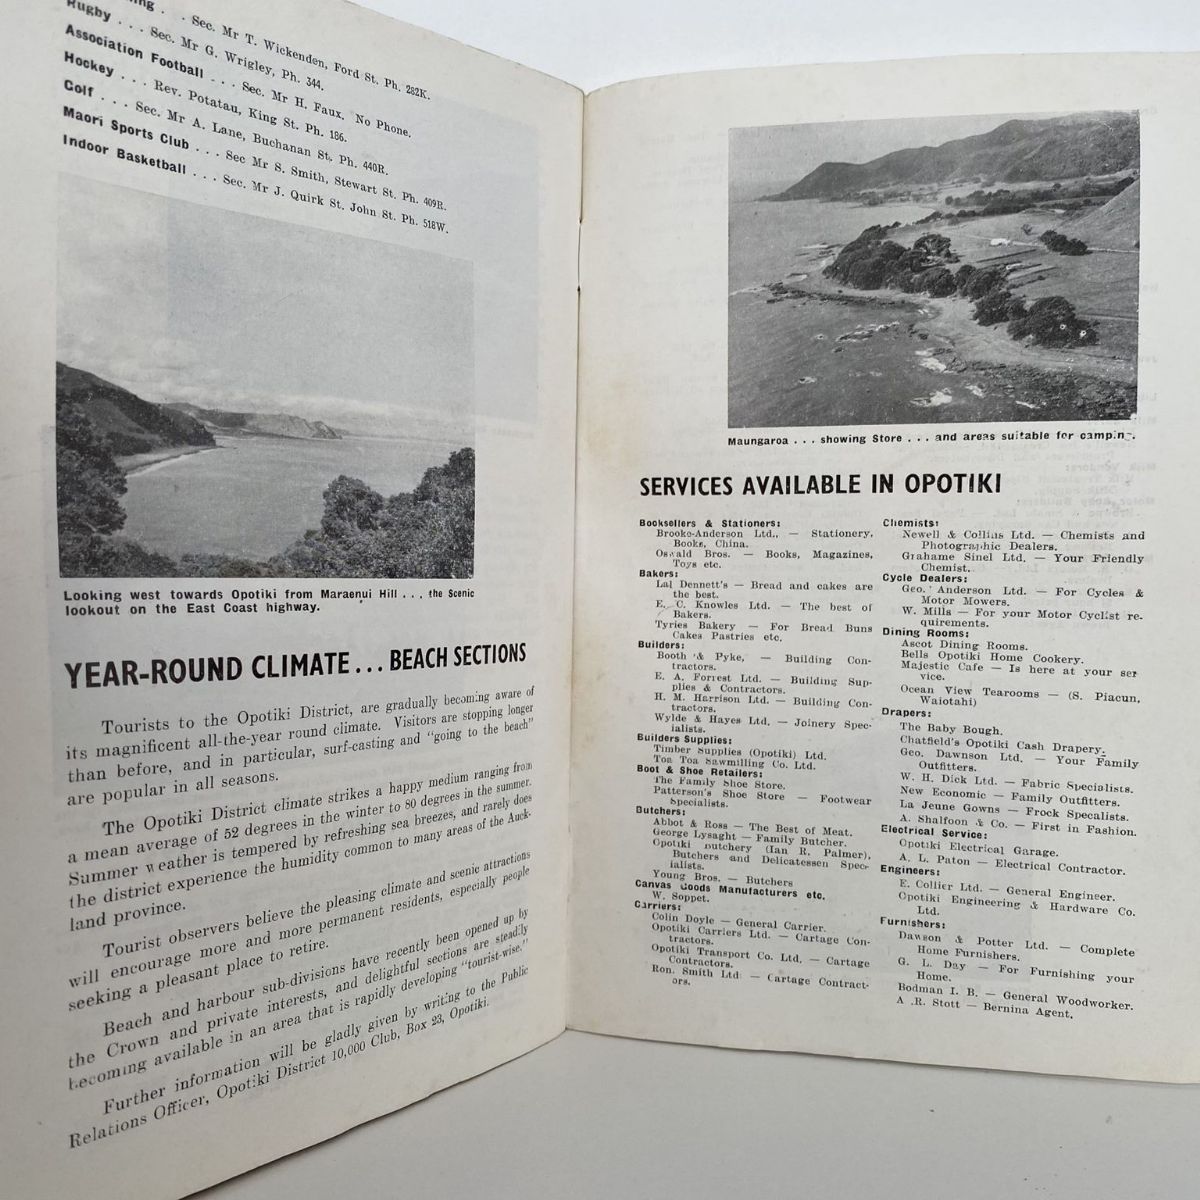 . . Sec. Mr T. Wickenden, Ford St. Ph. 282K.
Rugby . . . Sec. Mr G. Wrigley, Ph. 344.
Association Football . . . Sec. Mr H. Faux. No Phone.
Hockey . . . Rev. Potatau, King St. Ph. 186.
Golf . . . Sec. Mr A. Lane, Buchanan St. Ph. 440R.
Maori Sports Club . . . Sec Mr S. Smith, Stewart St. Ph. 409R.
Indoor Basketball . . . Sec. Mr J. Quirk St. John St. Ph. 518W.
Looking west towards Opotiki from Maraenui Hill . . . the Scenic
lookout on the East Coast highway.
YEAR-ROUND CLIMATE . . . BEACH SECTIONS
Tourists to the Opotiki District, are gradually becoming aware of
its magnificent all-the-year round climate. Visitors are stopping longer
than before, and in particular, surf-casting and "going to the beach"
are popular in all seasons.
The Opotiki District climate strikes a happy medium ranging from
a mean average of 52 degrees in the winter to 80 degrees in the summer.
Summer weather is tempered by refreshing sea breezes, and rarely does
the district experience the humidity common to many areas of the Auck-
land province.
Tourist observers believe the pleasing climate and scenic attractions
will encourage more and more permanent residents, especially people
seeking a pleasant place to retire.
Beach and harbour sub-divisions have recently been opened up by
the Crown and private interests, and delightful sections are steadily
becoming available in an area that is rapidly developing "tourist-wise."
Further information will be gladly given by writing to the Public
Relations Officer, Opotiki District 10,000 Club, Box 23, Opotiki.
Maungaroa . . . showing Store . . . and areas suitable for camping.
SERVICES AVAILABLE IN OPOTIKI
Booksellers & Stationers:
Brooke-Anderson Ltd., — Stationery,
Books, China.
Oswald Bros. — Books, Magazines,
Toys etc.
Bakers:
Lal Dennett's — Bread and cakes are
the best.
E. C. Knowles Ltd. — The best of
Bakers.
Tyries Bakery — For Bread Buns
Cakes Pastries etc.
Builders:
Booth & Pyke, — Building Con-
tractors.
E. A. Forrest Ltd. — Building Sup-
plies & Contractors.
H. M. Harrison Ltd. — Building Con-
tractors.
Wylde & Hayes Ltd. — Joinery Spec-
ialists.
Builders Supplies:
Timber Supplies (Opotiki) Ltd.
Toa Toa Sawmilling Co. Ltd.
Boot & Shoe Retailers:
The Family Shoe Store.
Patterson's Shoe Store — Footwear
Specialists.
Butchers:
Abbot & Ross — The Best of Meat.
George Lysaght — Family Butcher.
Opotiki Butchery (Ian R. Palmer),
Butchers and Delicatessen Spec-
ialists.
Young Bros. — Butchers
Canvas Goods Manufacturers etc.
W. Soppet.
Carriers:
Colin Doyle — General Carrier.
Opotiki Carriers Ltd. — Cartage Con-
tractors.
Opotiki Transport Co. Ltd. — Cartage
Contractors.
Ron. Smith Ltd — Cartage Contract-
ors.
Chemists:
Newell & Collins Ltd. — Chemists and
Photographic Dealers.
Grahame Sinel Ltd. — Your Friendly
Chemist.
Cycle Dealers:
Geo. Anderson Ltd. — For Cycles &
Motor Mowers.
W. Mills — For your Motor Cyclist re-
quirements.
Dining Rooms:
Ascot Dining Rooms.
Bells Opotiki Home Cookery.
Majestic Cafe — Is here at your ser
vice.
Ocean View Tearooms — (S. Piacun,
Waiotahi)
Drapers:
The Baby Bough.
Chatfield's Opotiki Cash Drapery.
Geo. Dawnson Ltd. — Your Family
Outfitters.
W. H. Dick Ltd. — Fabric Specialists.
New Economic — Family Outfitters.
La Jeune Gowns — Frock Specalists.
A. Shalfoon & Co. — First in Fashion.
Electrical Service:
Opotiki Electrical Garage.
A. L. Paton — Electrical Contractor.
Engineers:
E. Collier Ltd. — General Engineer.
Opotiki Engineering & Hardware Co.
Ltd.
Furnishers:
Dawson & Potter Ltd. — Complete
Home Furnishers.
G. L. Day — For Furnishing your
Home.
Bodman I. B. — General Woodworker.
A .R. Stott — Bernina Agent.